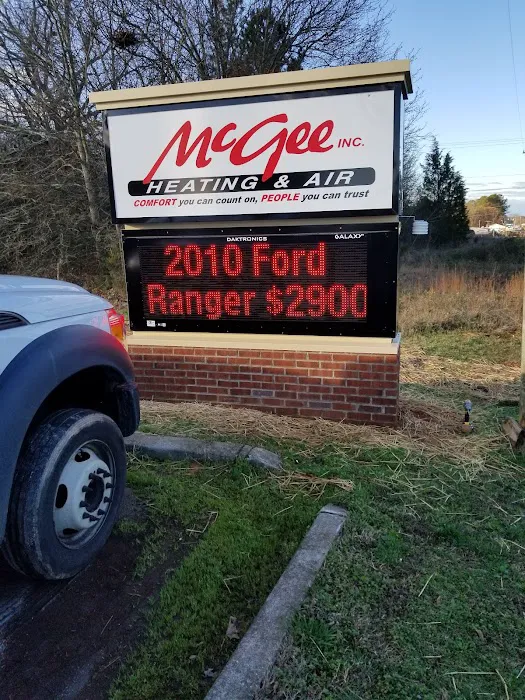 McGee INC.
HEATING & AIR
COMFORT you can count on, PEOPLE you can trust
DAKTRONICS GALAXY
2010 Ford
Ranger $2900